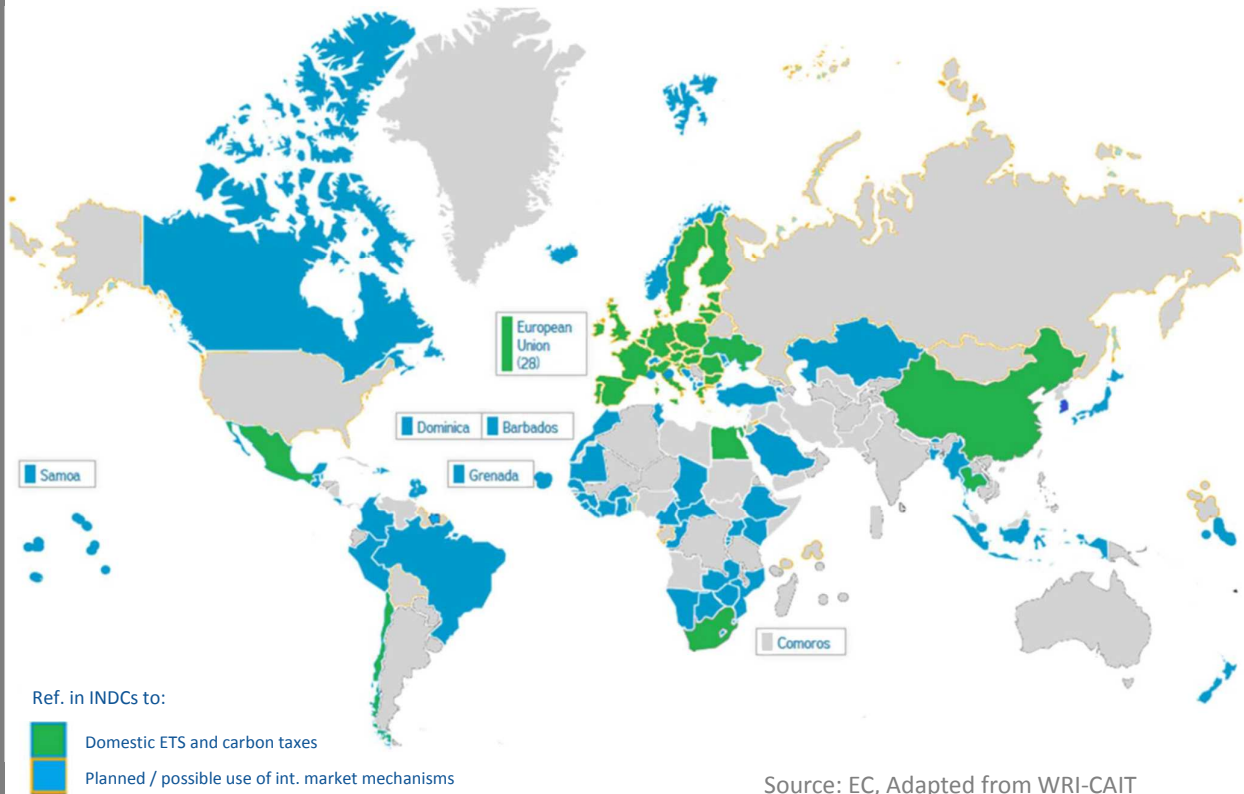 European
Union
(28)
Dominica
Barbados
Samoa
Grenada
Comoros
Ref. in INDCs to:
Domestic ETS and carbon taxes
Planned / possible use of int. market mechanisms
Source: EC, Adapted from WRI-CAIT